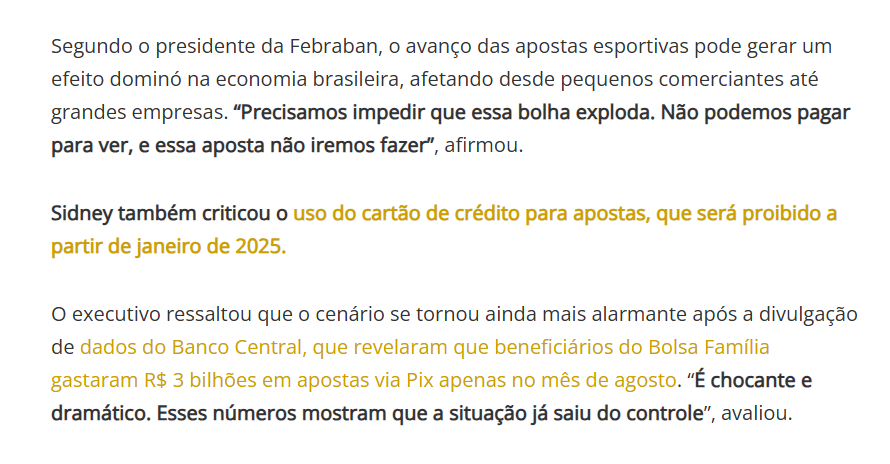 Segundo o presidente da Febraban, o avanço das apostas esportivas pode gerar um
efeito dominó na economia brasileira, afetando desde pequenos comerciantes até
grandes empresas. “Precisamos impedir que essa bolha exploda. Não podemos pagar
para ver, e essa aposta não iremos fazer”, afirmou.
Sidney também criticou o uso do cartão de crédito para apostas, que será proibido a
partir de janeiro de 2025.
O executivo ressaltou que o cenário se tornou ainda mais alarmante após a divulgação
de dados do Banco Central, que revelaram que beneficiários do Bolsa Família
gastaram R$ 3 bilhões em apostas via Pix apenas no mês de agosto. “É chocante e
dramático. Esses números mostram que a situação já saiu do controle”, avaliou.